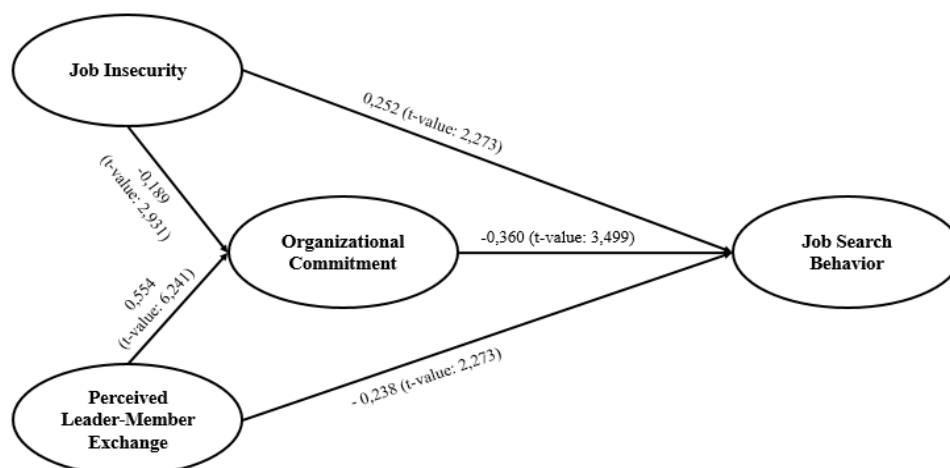 Job Insecurity
0,252 (t-value: 2,273)
-0,189
(t-value: 2,931)
Organizational
Commitment
-0,360 (t-value: 3,499)
Job Search
Behavior
0,554
(t-value: 6,241)
- 0,238 (t-value: 2,273)
Perceived
Leader-Member
Exchange